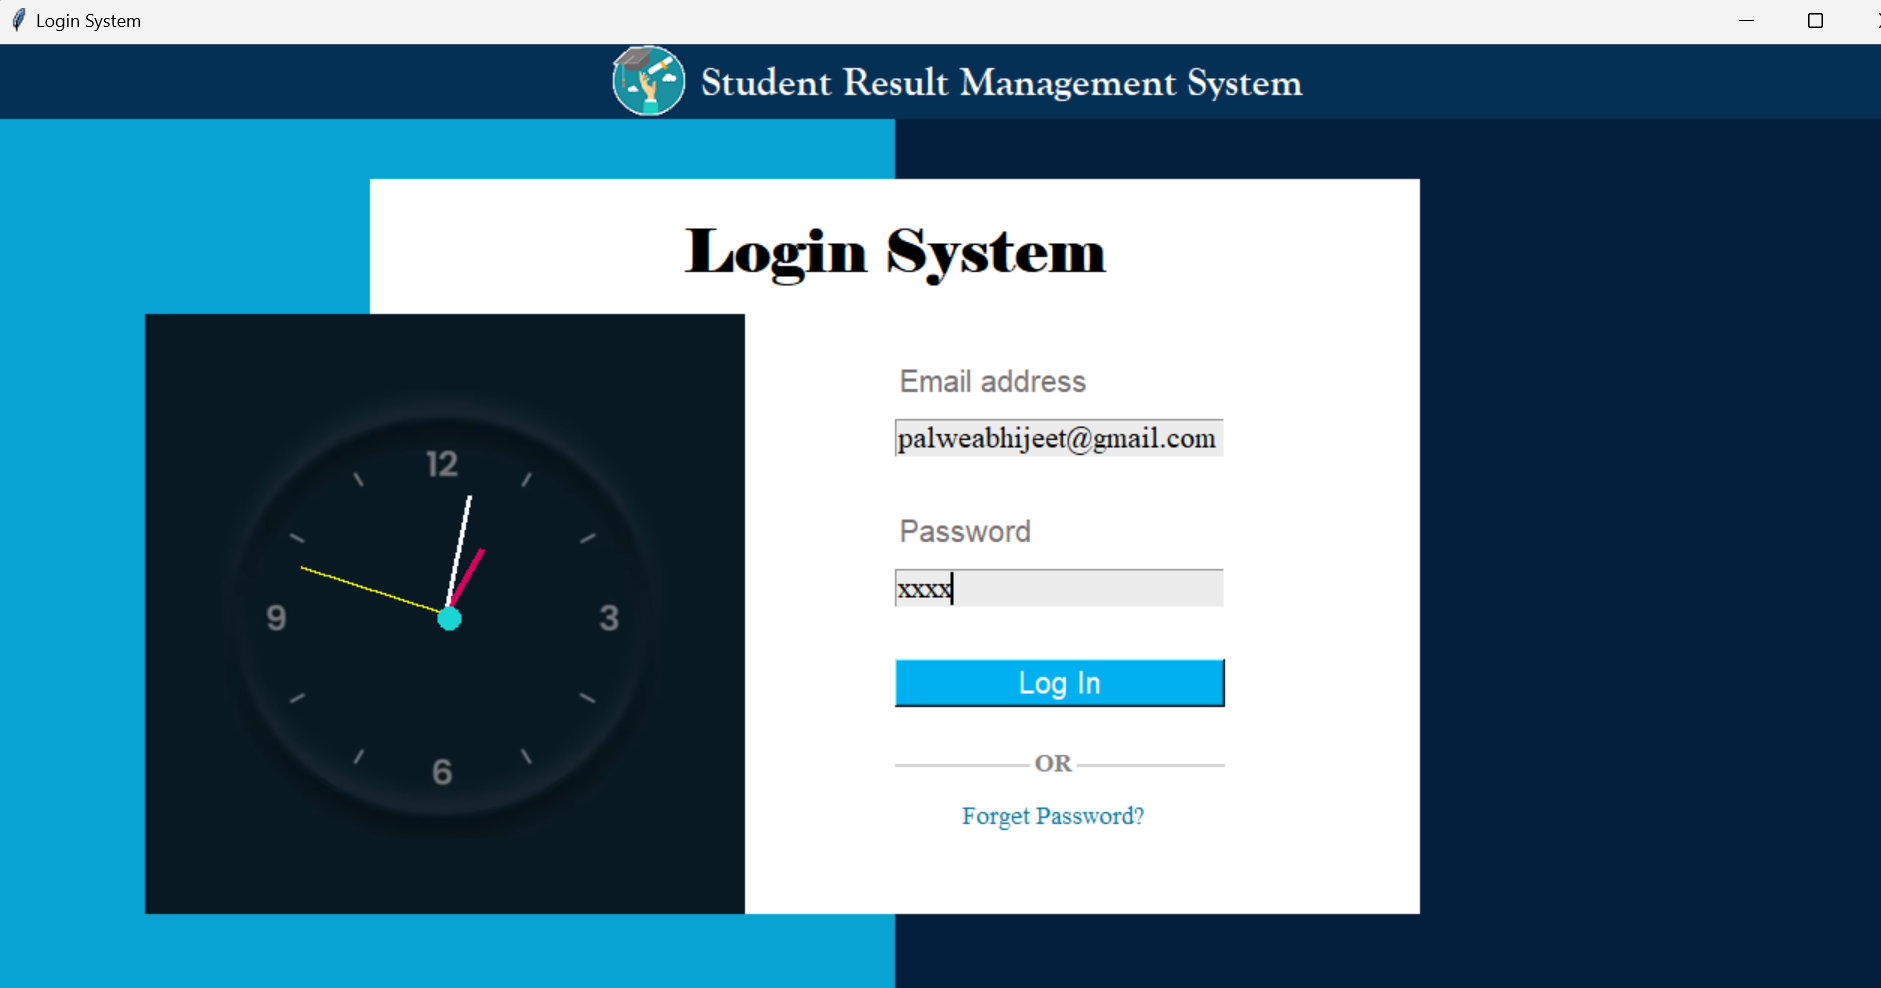 Login System
Student Result Management System
Login System
Email address
palweabhijeet@gmail.com
Password
xxxx
Log In
OR
Forget Password?
12
9
3
6